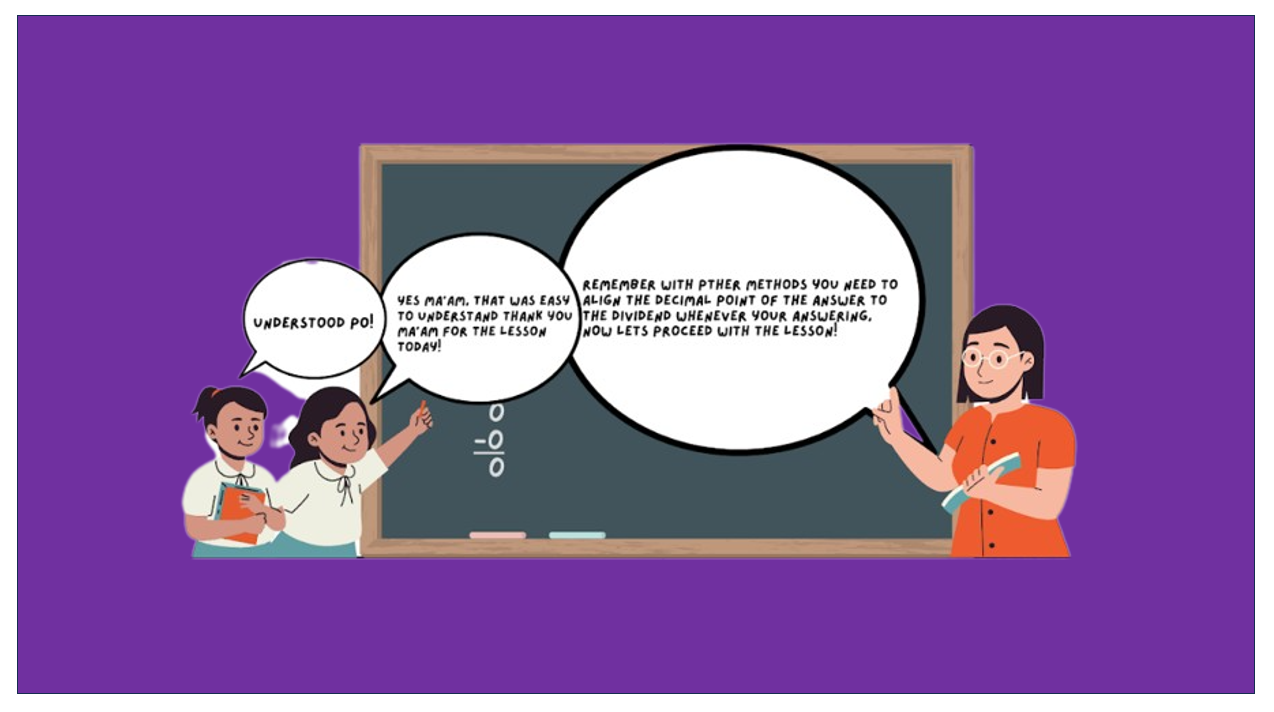 UNDERSTOOD PO!
YES MA'AM, THAT WAS EASY
TO UNDERSTAND THANK YOU
MA'AM FOR THE LESSON
TODAY!
REMEMBER WITH PTHER METHODS YOU NEED TO
ALIGN THE DECIMAL POINT OF THE ANSWER TO
THE DIVIDEND WHENEVER YOUR ANSWERING,
NOW LETS PROCEED WITH THE LESSON!
0
-0
0